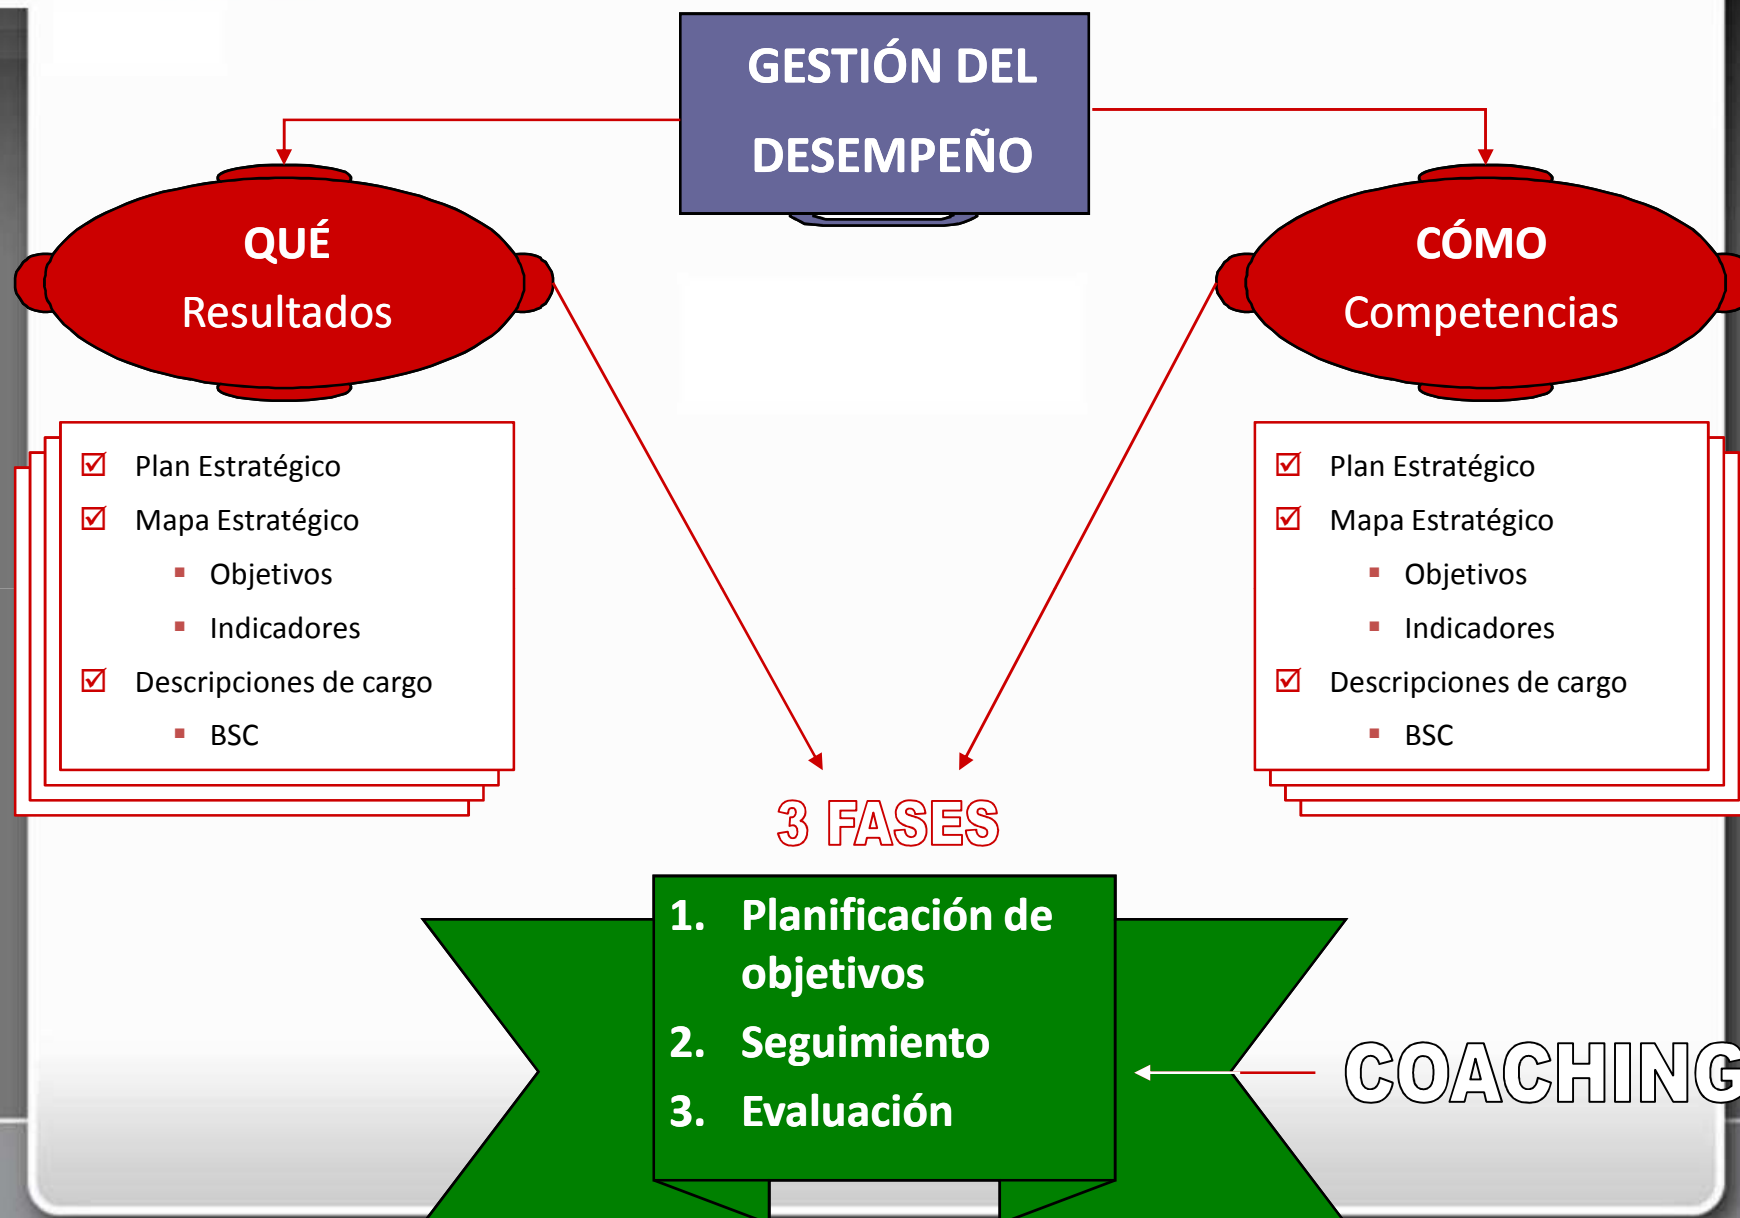 GESTIÓN DEL
DESEMPEÑO
QUÉ
Resultados
CÓMO
Competencias
Plan Estratégico
Mapa Estratégico
Objetivos
Indicadores
Descripciones de cargo
BSC
Plan Estratégico
Mapa Estratégico
Objetivos
Indicadores
Descripciones de cargo
BSC
3 FASES
1. Planificación de
objetivos
2. Seguimiento
3. Evaluación
COACHING